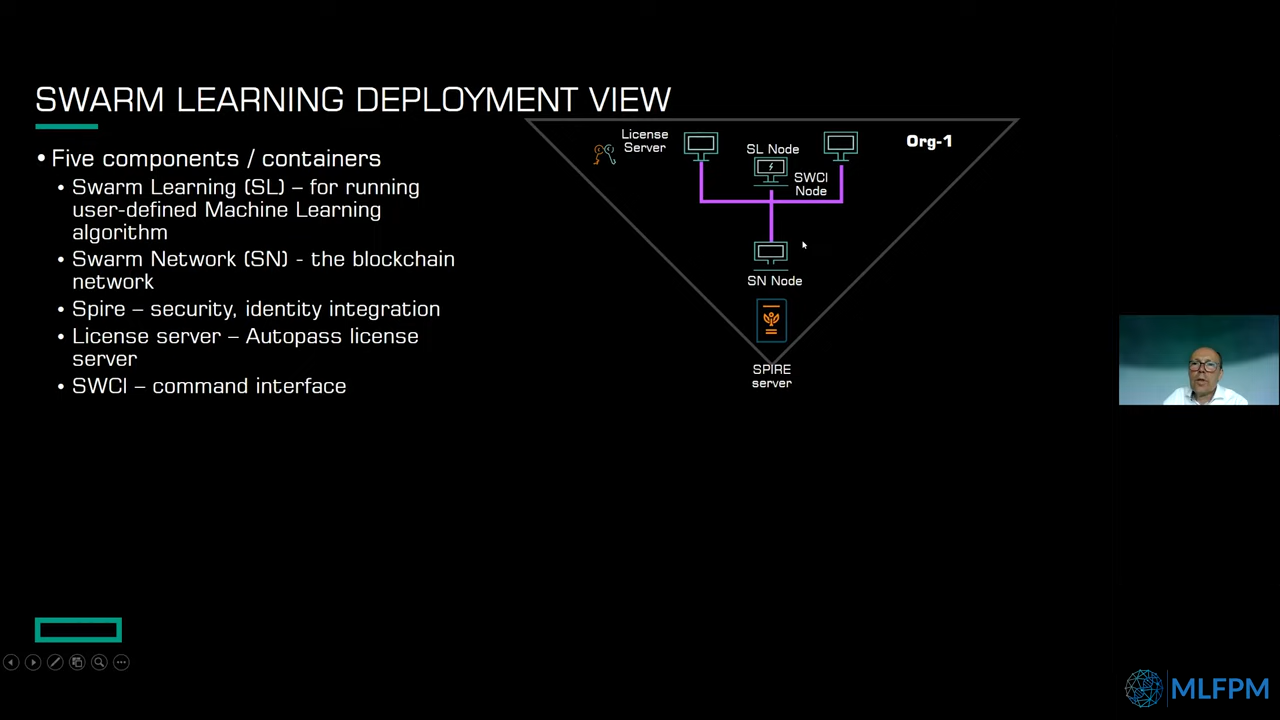 SWARM LEARNING DEPLOYMENT VIEW
• Five components / containers
• Swarm Learning (SL) – for running
user-defined Machine Learning
algorithm
• Swarm Network (SN) - the blockchain
network
• Spire – security, identity integration
• License server – Autopass license
server
• SWCI – command interface
License
Server
SL Node
SWCI
Node
Org-1
SN Node
SPIRE
server
MLFPM